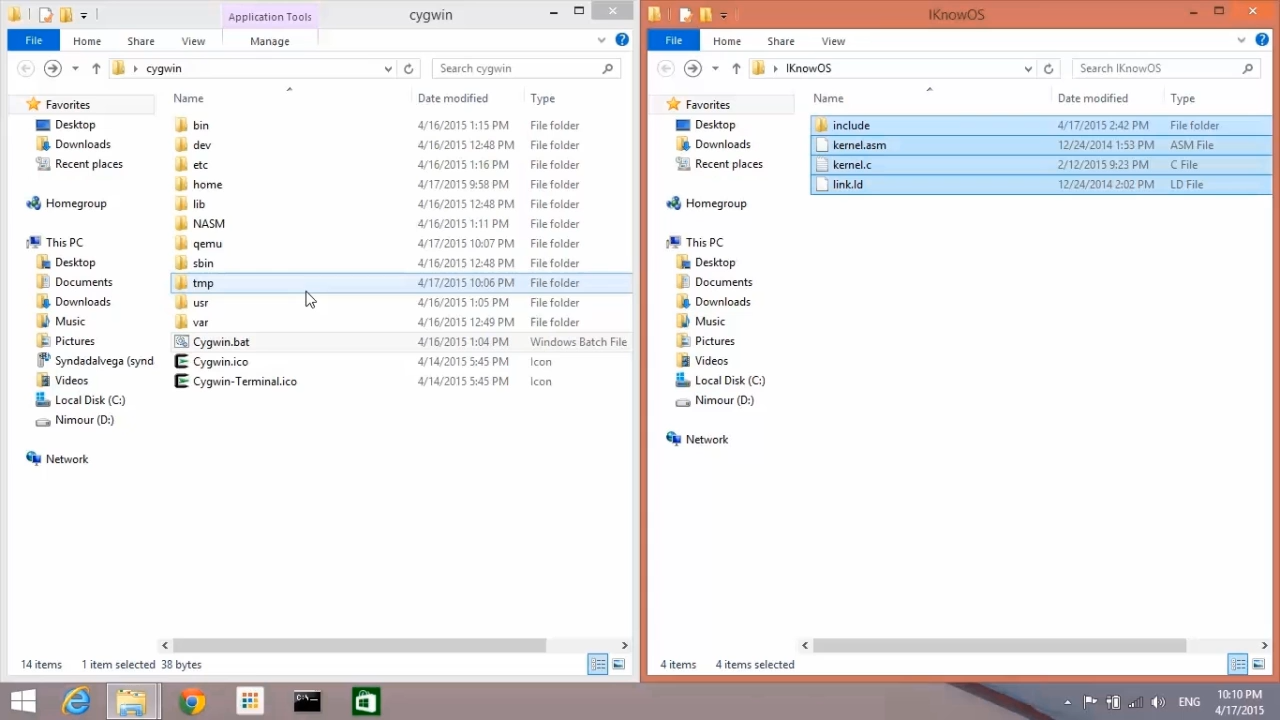 Application Tools
cygwin
File Home Share View Manage
cygwin
Search cygwin
Name Date modified Type
Favorites
Desktop
Downloads
Recent places
Homegroup
This PC
Desktop
Documents
Downloads
Music
Pictures
Syndadalvega (synd
Videos
Local Disk (C:)
Nimour (D:)
Network
bin 4/16/2015 1:15 PM File folder
dev 4/16/2015 12:48 PM File folder
etc 4/16/2015 1:16 PM File folder
home 4/17/2015 9:58 PM File folder
lib 4/16/2015 12:48 PM File folder
NASM 4/16/2015 1:11 PM File folder
qemu 4/17/2015 10:07 PM File folder
sbin 4/16/2015 12:48 PM File folder
tmp 4/17/2015 10:06 PM File folder
usr 4/16/2015 1:05 PM File folder
var 4/16/2015 12:49 PM File folder
Cygwin.bat 4/16/2015 1:04 PM Windows Batch File
Cygwin.ico 4/14/2015 5:45 PM Icon
Cygwin-Terminal.ico 4/14/2015 5:45 PM Icon
14 items 1 item selected 38 bytes
IKnowOS
File Home Share View
IKnowOS
Search IKnowOS
Name Date modified Type
Favorites
Desktop
Downloads
Recent places
Homegroup
This PC
Desktop
Documents
Downloads
Music
Pictures
Videos
Local Disk (C:)
Nimour (D:)
Network
include 4/17/2015 2:42 PM File folder
kernel.asm 12/24/2014 1:53 PM ASM File
kernel.c 2/12/2015 9:23 PM C File
link.ld 12/24/2014 2:02 PM LD File
4 items 4 items selected
ENG
10:10 PM
4/17/2015